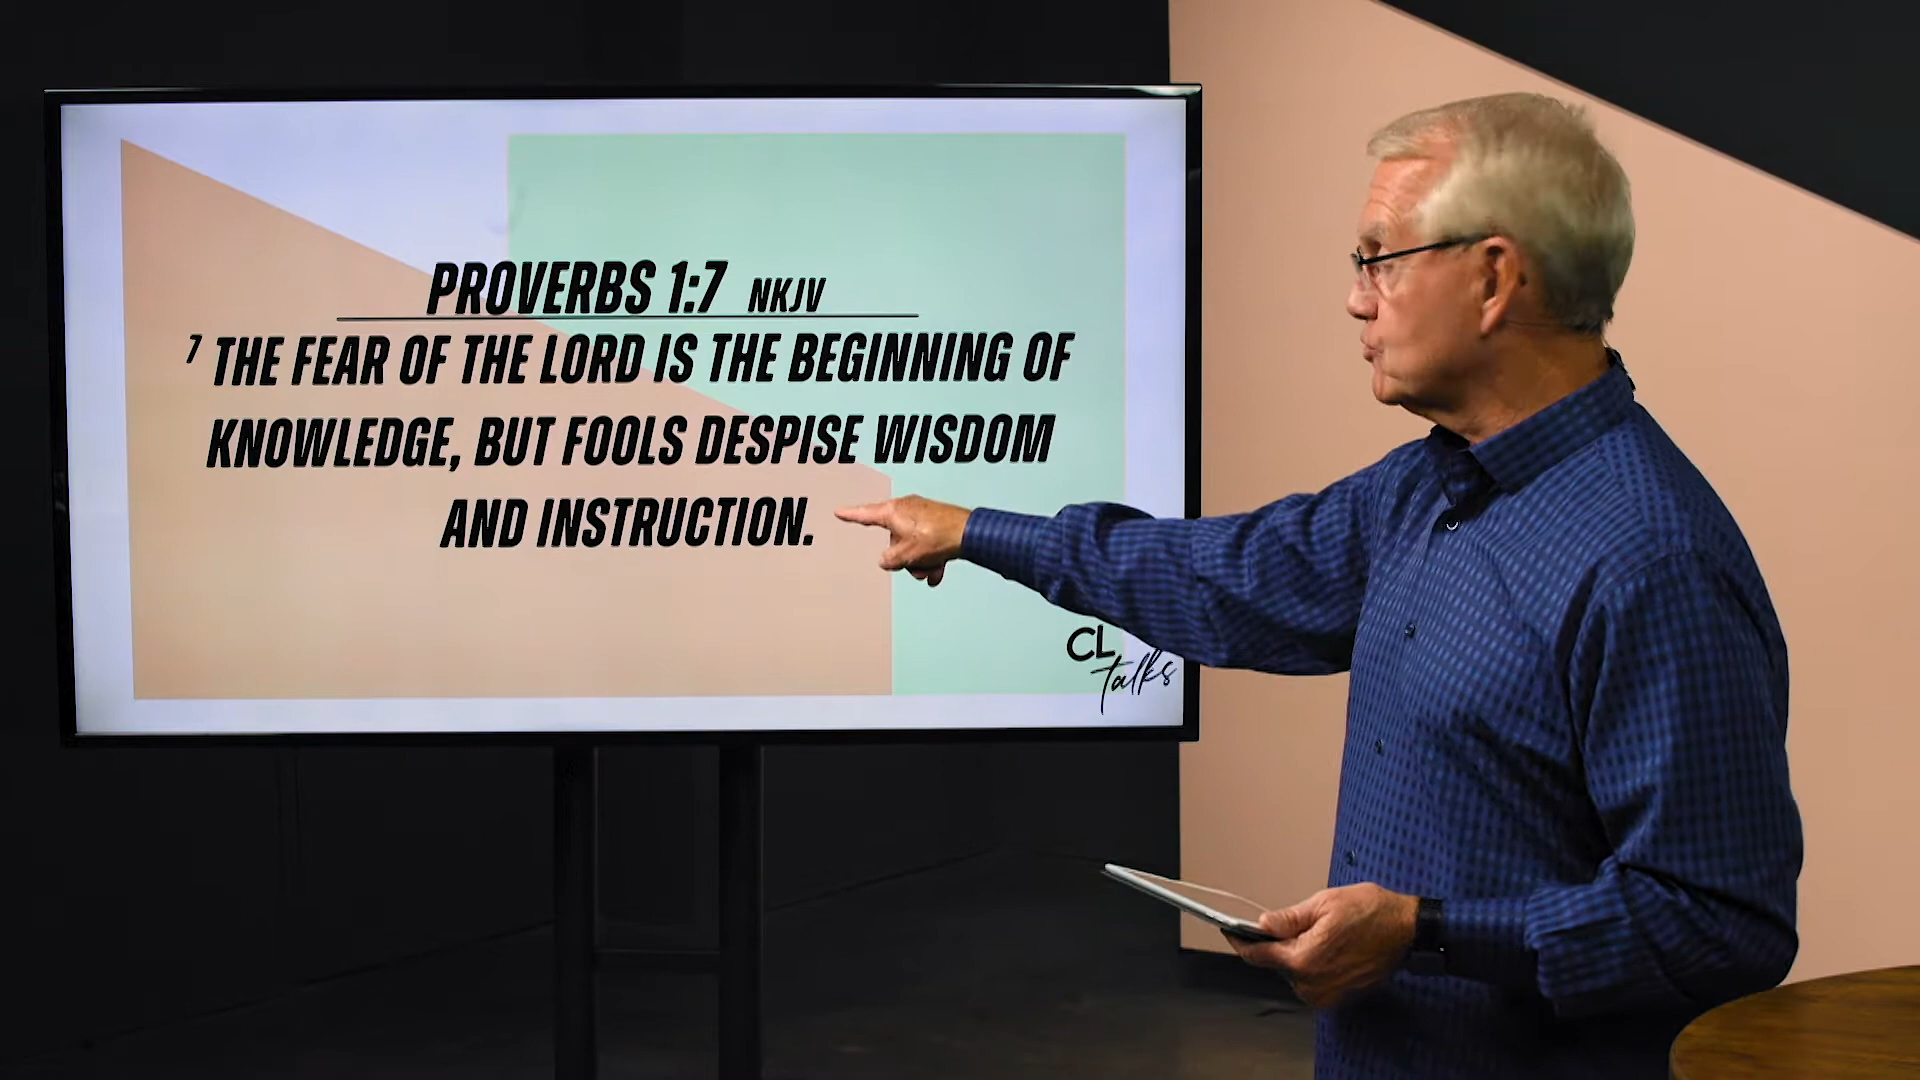 PROVERBS 1:7 NKJV
7 THE FEAR OF THE LORD IS THE BEGINNING OF
KNOWLEDGE, BUT FOOLS DESPISE WISDOM
AND INSTRUCTION.
CL
talks